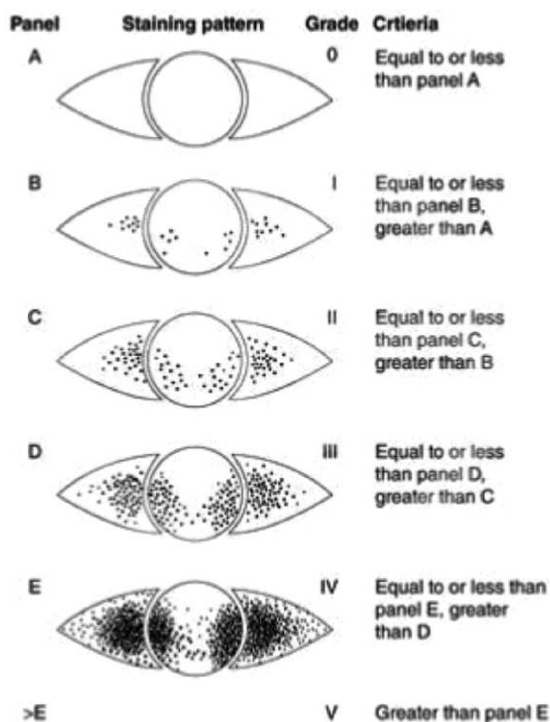 Panel Staining pattern Grade Crtieria
A 0 Equal to or less
than panel A
B I Equal to or less
than panel B,
greater than A
C II Equal to or less
than panel C,
greater than B
D III Equal to or less
than panel D,
greater than C
E IV Equal to or less than
panel E, greater
than D
>E V Greater than panel E